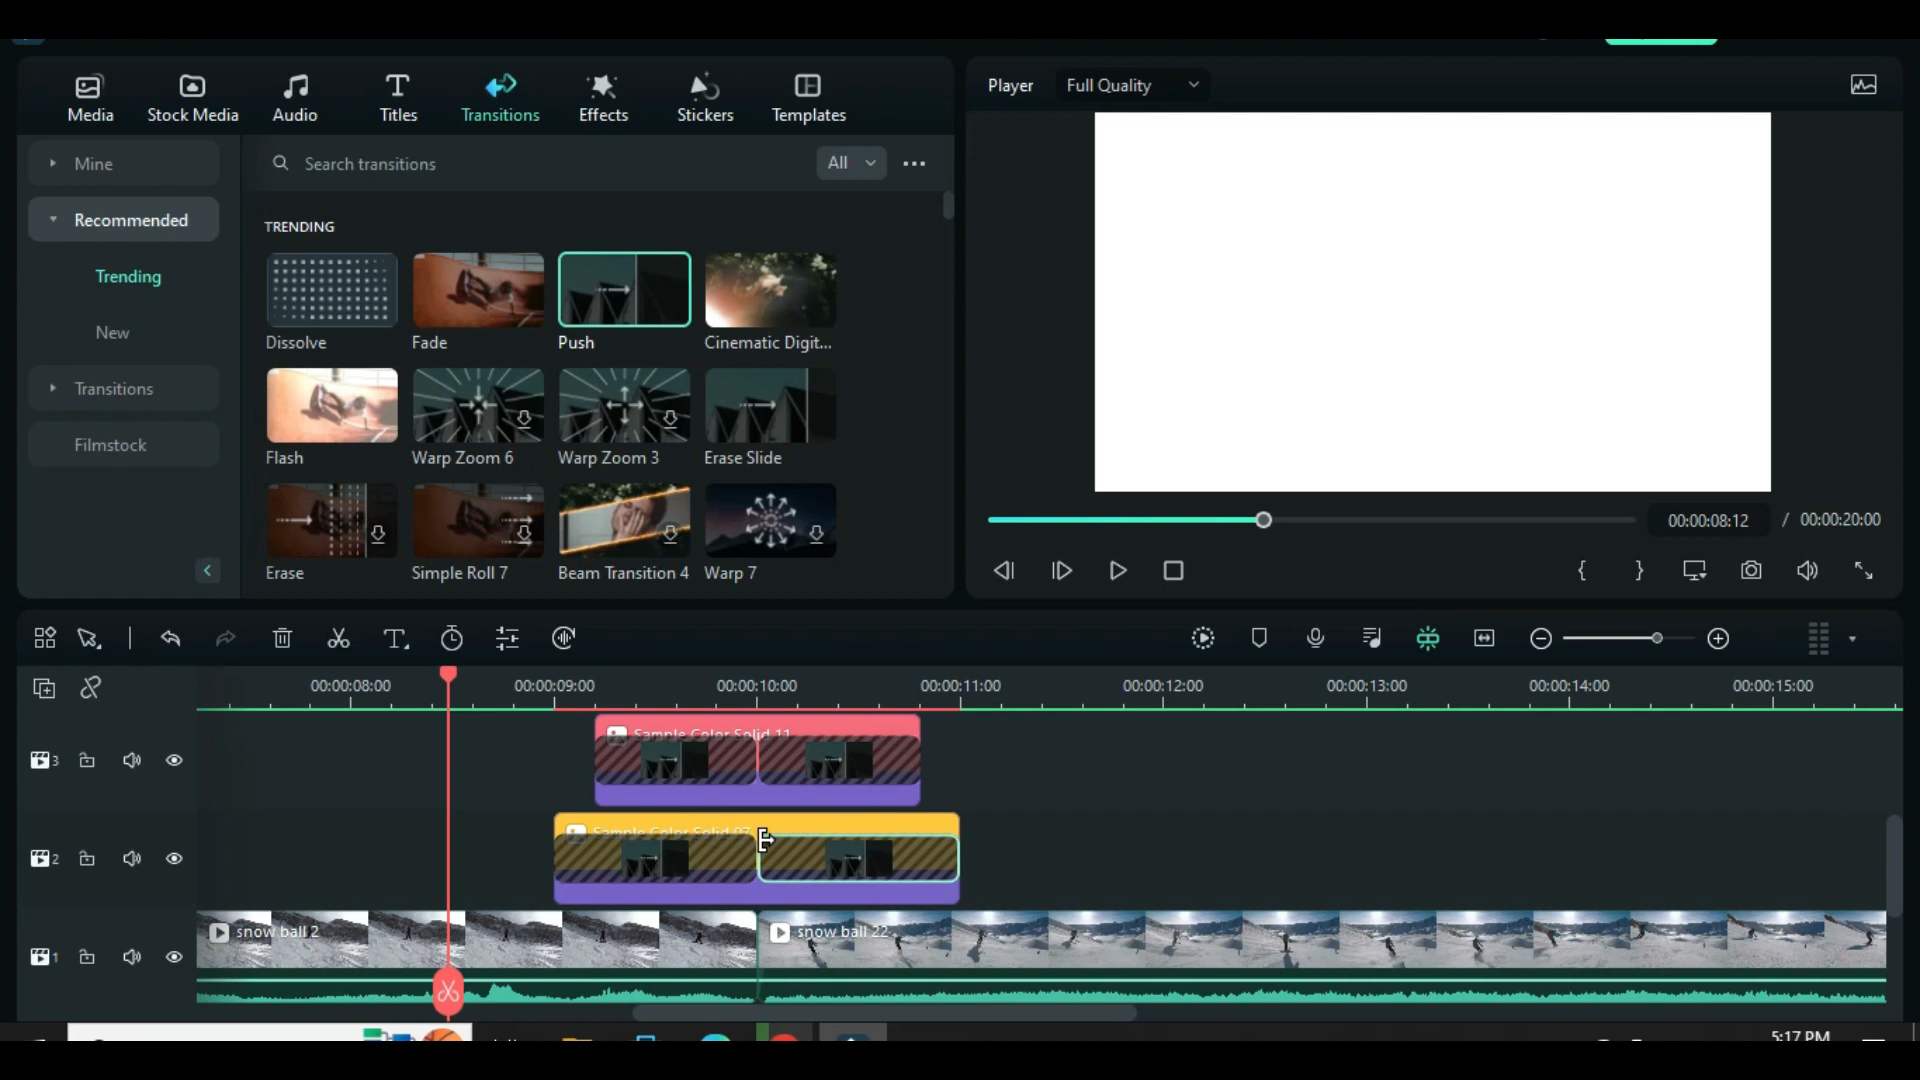 Media Stock Media Audio Titles Transitions Effects Stickers Templates
Player Full Quality
Mine
Search transitions All
Recommended
TRENDING
Trending
New
Transitions
Filmstock
Dissolve Fade Push Cinematic Digit...
Flash Warp Zoom 6 Warp Zoom 3 Erase Slide
Erase Simple Roll 7 Beam Transition 4 Warp 7
00:00:08:12 / 00:00:20:00
00:00:08:00 00:00:09:00 00:00:10:00 00:00:11:00 00:00:12:00 00:00:13:00 00:00:14:00 00:00:15:00
3
Sample Color Solid 11
2
Sample Color Solid 07
1
snow ball 2
snow ball 22
5:17 PM